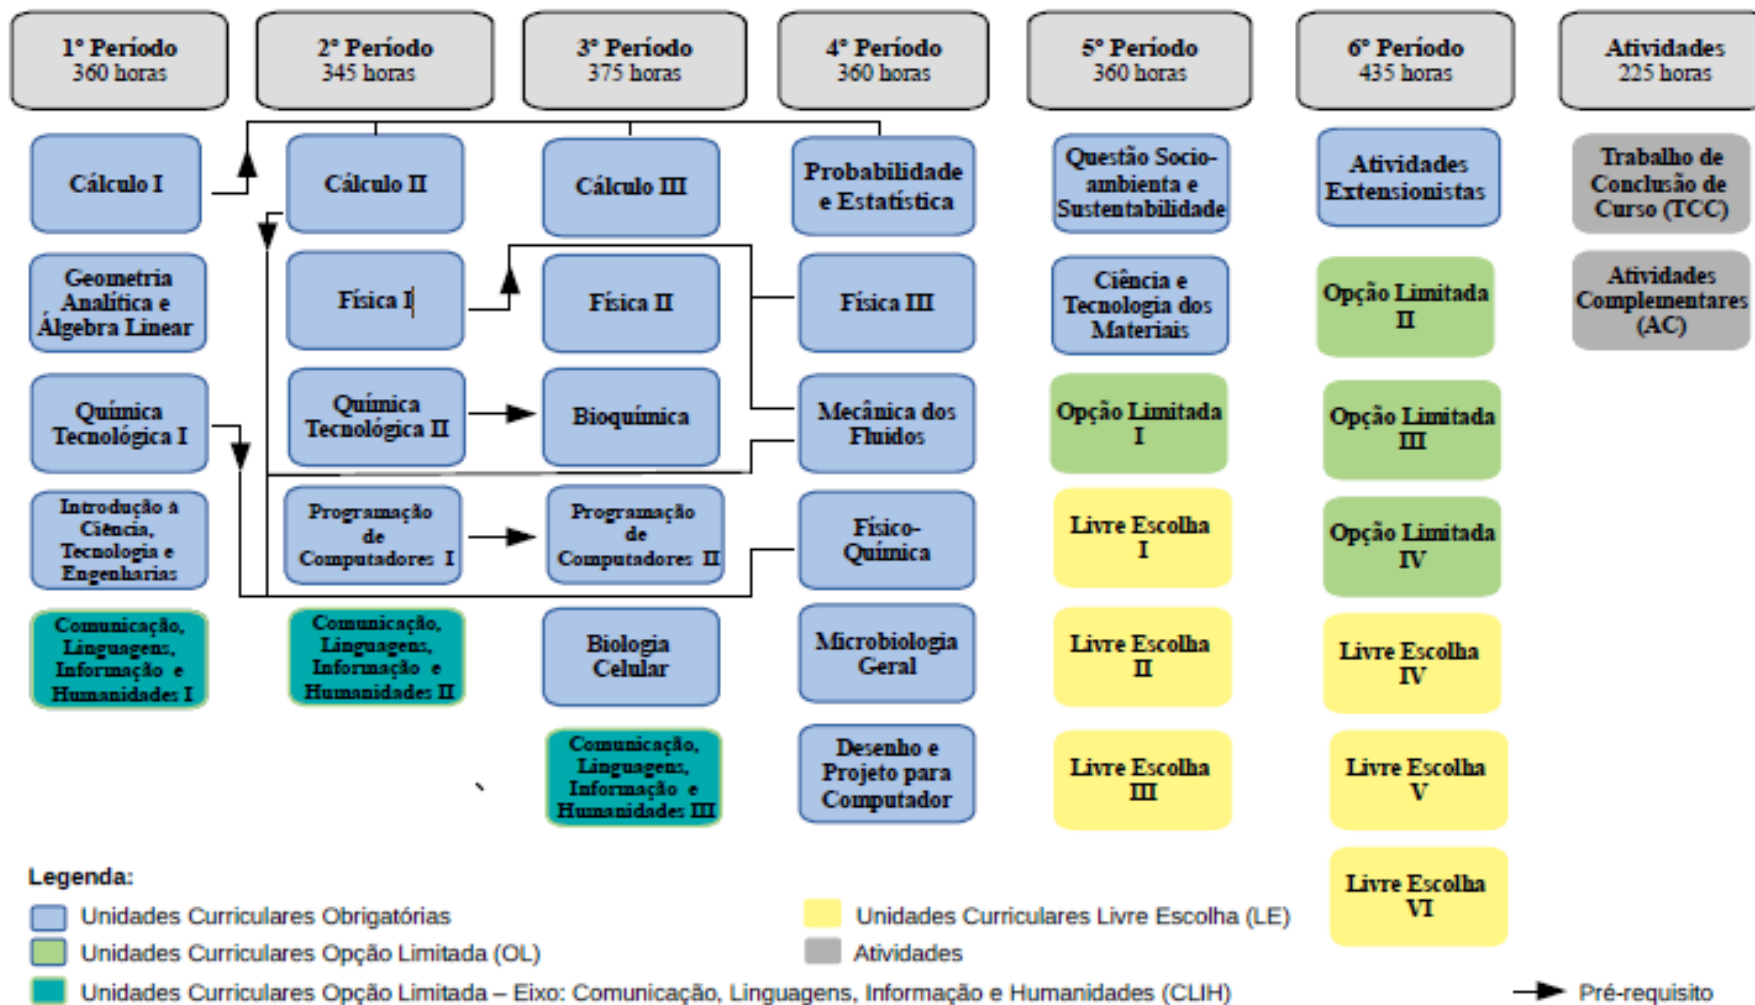 1º Período
360 horas
2º Período
345 horas
3º Período
375 horas
4º Período
360 horas
5º Período
360 horas
6º Período
435 horas
Atividades
225 horas
Cálculo I
Geometria
Analítica e
Álgebra Linear
Química
Tecnológica I
Introdução à
Ciência,
Tecnologia e
Engenharias
Comunicação,
Linguagens,
Informação e
Humanidades I
Cálculo II
Física I
Química
Tecnológica II
Programação
de
Computadores I
Comunicação,
Linguagens,
Informação e
Humanidades II
Cálculo III
Física II
Bioquímica
Programação
de
Computadores II
Biologia
Celular
Comunicação,
Linguagens,
Informação e
Humanidades III
Probabilidade
e Estatística
Física III
Mecânica dos
Fluidos
Físico-
Química
Microbiologia
Geral
Desenho e
Projeto para
Computador
Questão Socio-
ambienta e
Sustentabilidade
Ciência e
Tecnologia dos
Materiais
Opção Limitada
I
Livre Escolha
I
Livre Escolha
II
Livre Escolha
III
Atividades
Extensionistas
Opção Limitada
II
Opção Limitada
III
Opção Limitada
IV
Livre Escolha
IV
Livre Escolha
V
Livre Escolha
VI
Trabalho de
Conclusão de
Curso (TCC)
Atividades
Complementares
(AC)
Legenda:
Unidades Curriculares Obrigatórias
Unidades Curriculares Opção Limitada (OL)
Unidades Curriculares Opção Limitada – Eixo: Comunicação, Linguagens, Informação e Humanidades (CLIH)
Unidades Curriculares Livre Escolha (LE)
Atividades
Pré-requisito